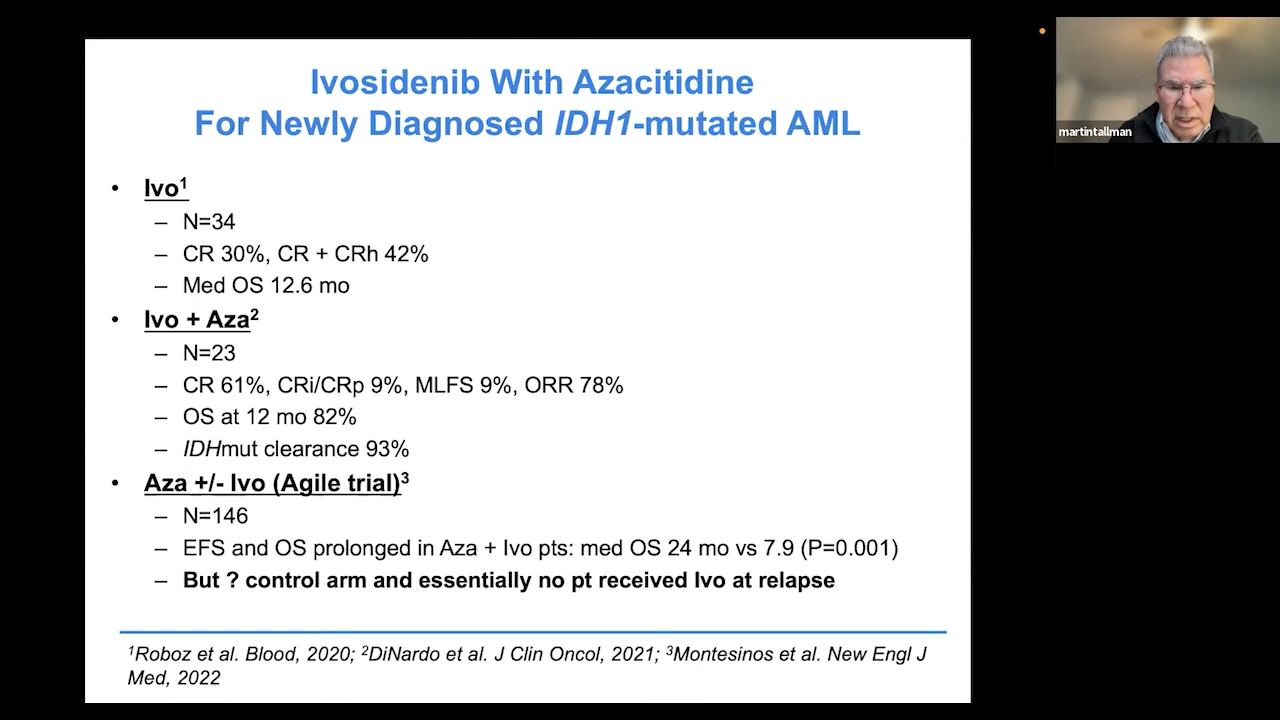 Ivosidenib With Azacitidine
For Newly Diagnosed IDH1-mutated AML
martintallman
• Ivo¹
– N=34
– CR 30%, CR + CRh 42%
– Med OS 12.6 mo
• Ivo + Aza²
– N=23
– CR 61%, CRi/CRp 9%, MLFS 9%, ORR 78%
– OS at 12 mo 82%
– IDHmut clearance 93%
• Aza +/- Ivo (Agile trial)³
– N=146
– EFS and OS prolonged in Aza + Ivo pts: med OS 24 mo vs 7.9 (P=0.001)
– But ? control arm and essentially no pt received Ivo at relapse
¹Roboz et al. Blood, 2020; ²DiNardo et al. J Clin Oncol, 2021; ³Montesinos et al. New Engl J
Med, 2022